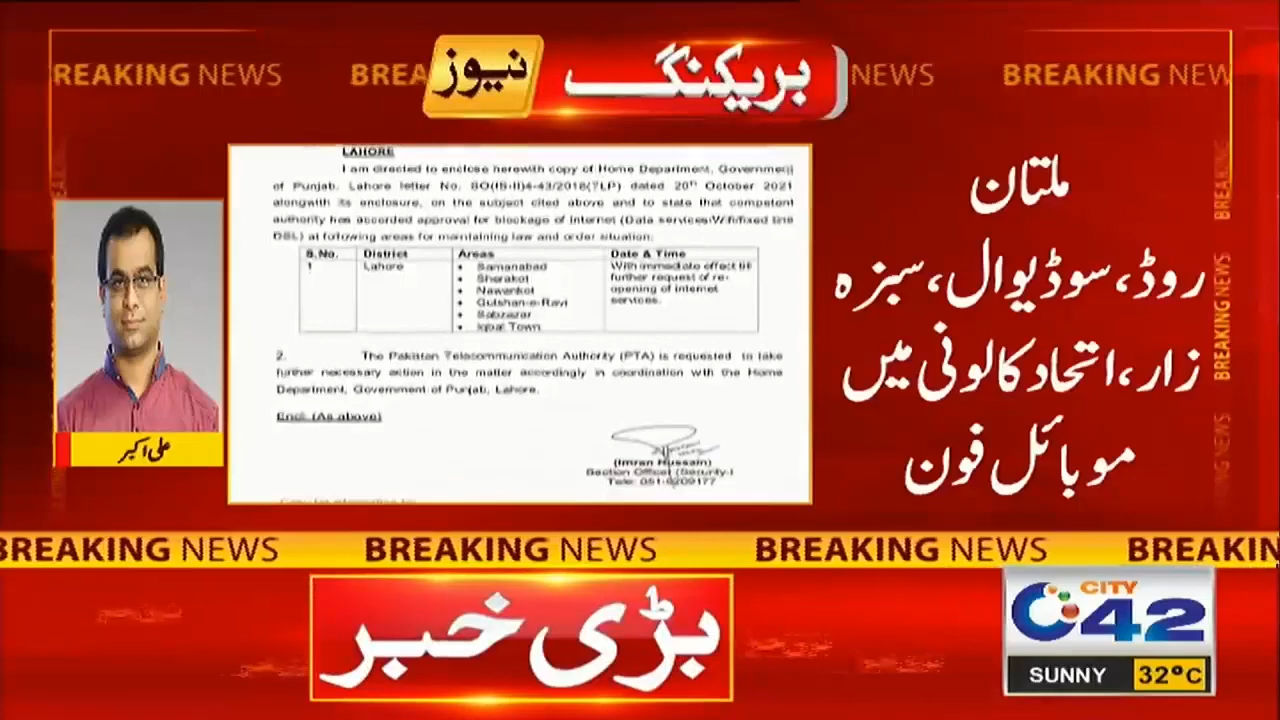 BREAKING NEWS
بریکنگ نیوز
LAHORE
I am directed to enclose herewith copy of Home Department, Government
of Punjab, Lahore letter No. SO(IS-II)4-43/2018(TLP) dated 20th October 2021
alongwith its enclosure, on the subject cited above and to state that competent
authority has accorded approval for blockage of internet (Data services/Wifi/fixed line
DSL) at following areas for maintaining law and order situation:
S.No. District Areas Date & Time
1 Lahore • Samanabad With immediate effect till
• Sherakot further request of re-
• Nawankot opening of internet
• Gulshan-e-Ravi services.
• Sabzazar
• Iqbal Town
2. The Pakistan Telecommunication Authority (PTA) is requested to take
further necessary action in the matter accordingly in coordination with the Home
Department, Government of Punjab, Lahore.
Encl: (As above)
(Imran Hussain)
Section Officer (Security-I)
Tele: 051-9209177
علی اکبر
ملتان
روڈ، سوڈیوال، سبزہ
زار، اتحاد کالونی میں
موبائل فون
BREAKING NEWS BREAKING NEWS BREAKING NEWS BREAKIN
بڑی خبر
CITY
42
SUNNY 32°C